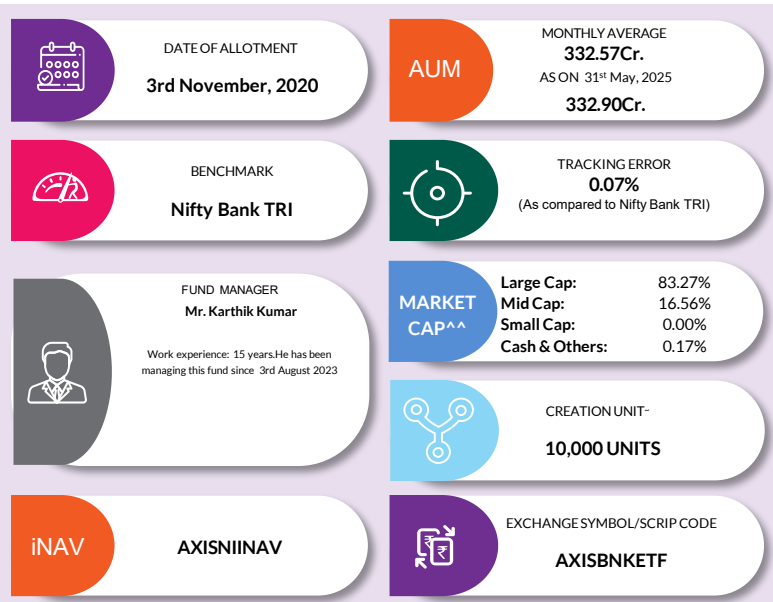 DATE OF ALLOTMENT
3rd November, 2020
AUM
MONTHLY AVERAGE
332.57Cr.
AS ON 31st May, 2025
332.90Cr.
BENCHMARK
Nifty Bank TRI
TRACKING ERROR
0.07%
(As compared to Nifty Bank TRI)
FUND MANAGER
Mr. Karthik Kumar
Work experience: 15 years.He has been
managing this fund since 3rd August 2023
MARKET
CAP^^
Large Cap: 83.27%
Mid Cap: 16.56%
Small Cap: 0.00%
Cash & Others: 0.17%
CREATION UNIT~
10,000 UNITS
iNAV
AXISNIINAV
₹
₹
EXCHANGE SYMBOL/SCRIP CODE
AXISBNKETF